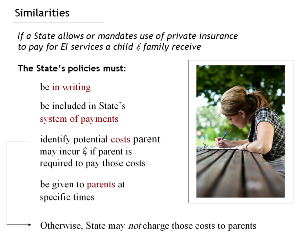 Similarities
If a State allows or mandates use of private insurance
to pay for EI services a child & family receive
The State's policies must:
be in writing
be included in State's
system of payments
identify potential costs parent
may incur & if parent is
required to pay those costs
be given to parents at
specific times
Otherwise, State may not charge those costs to parents